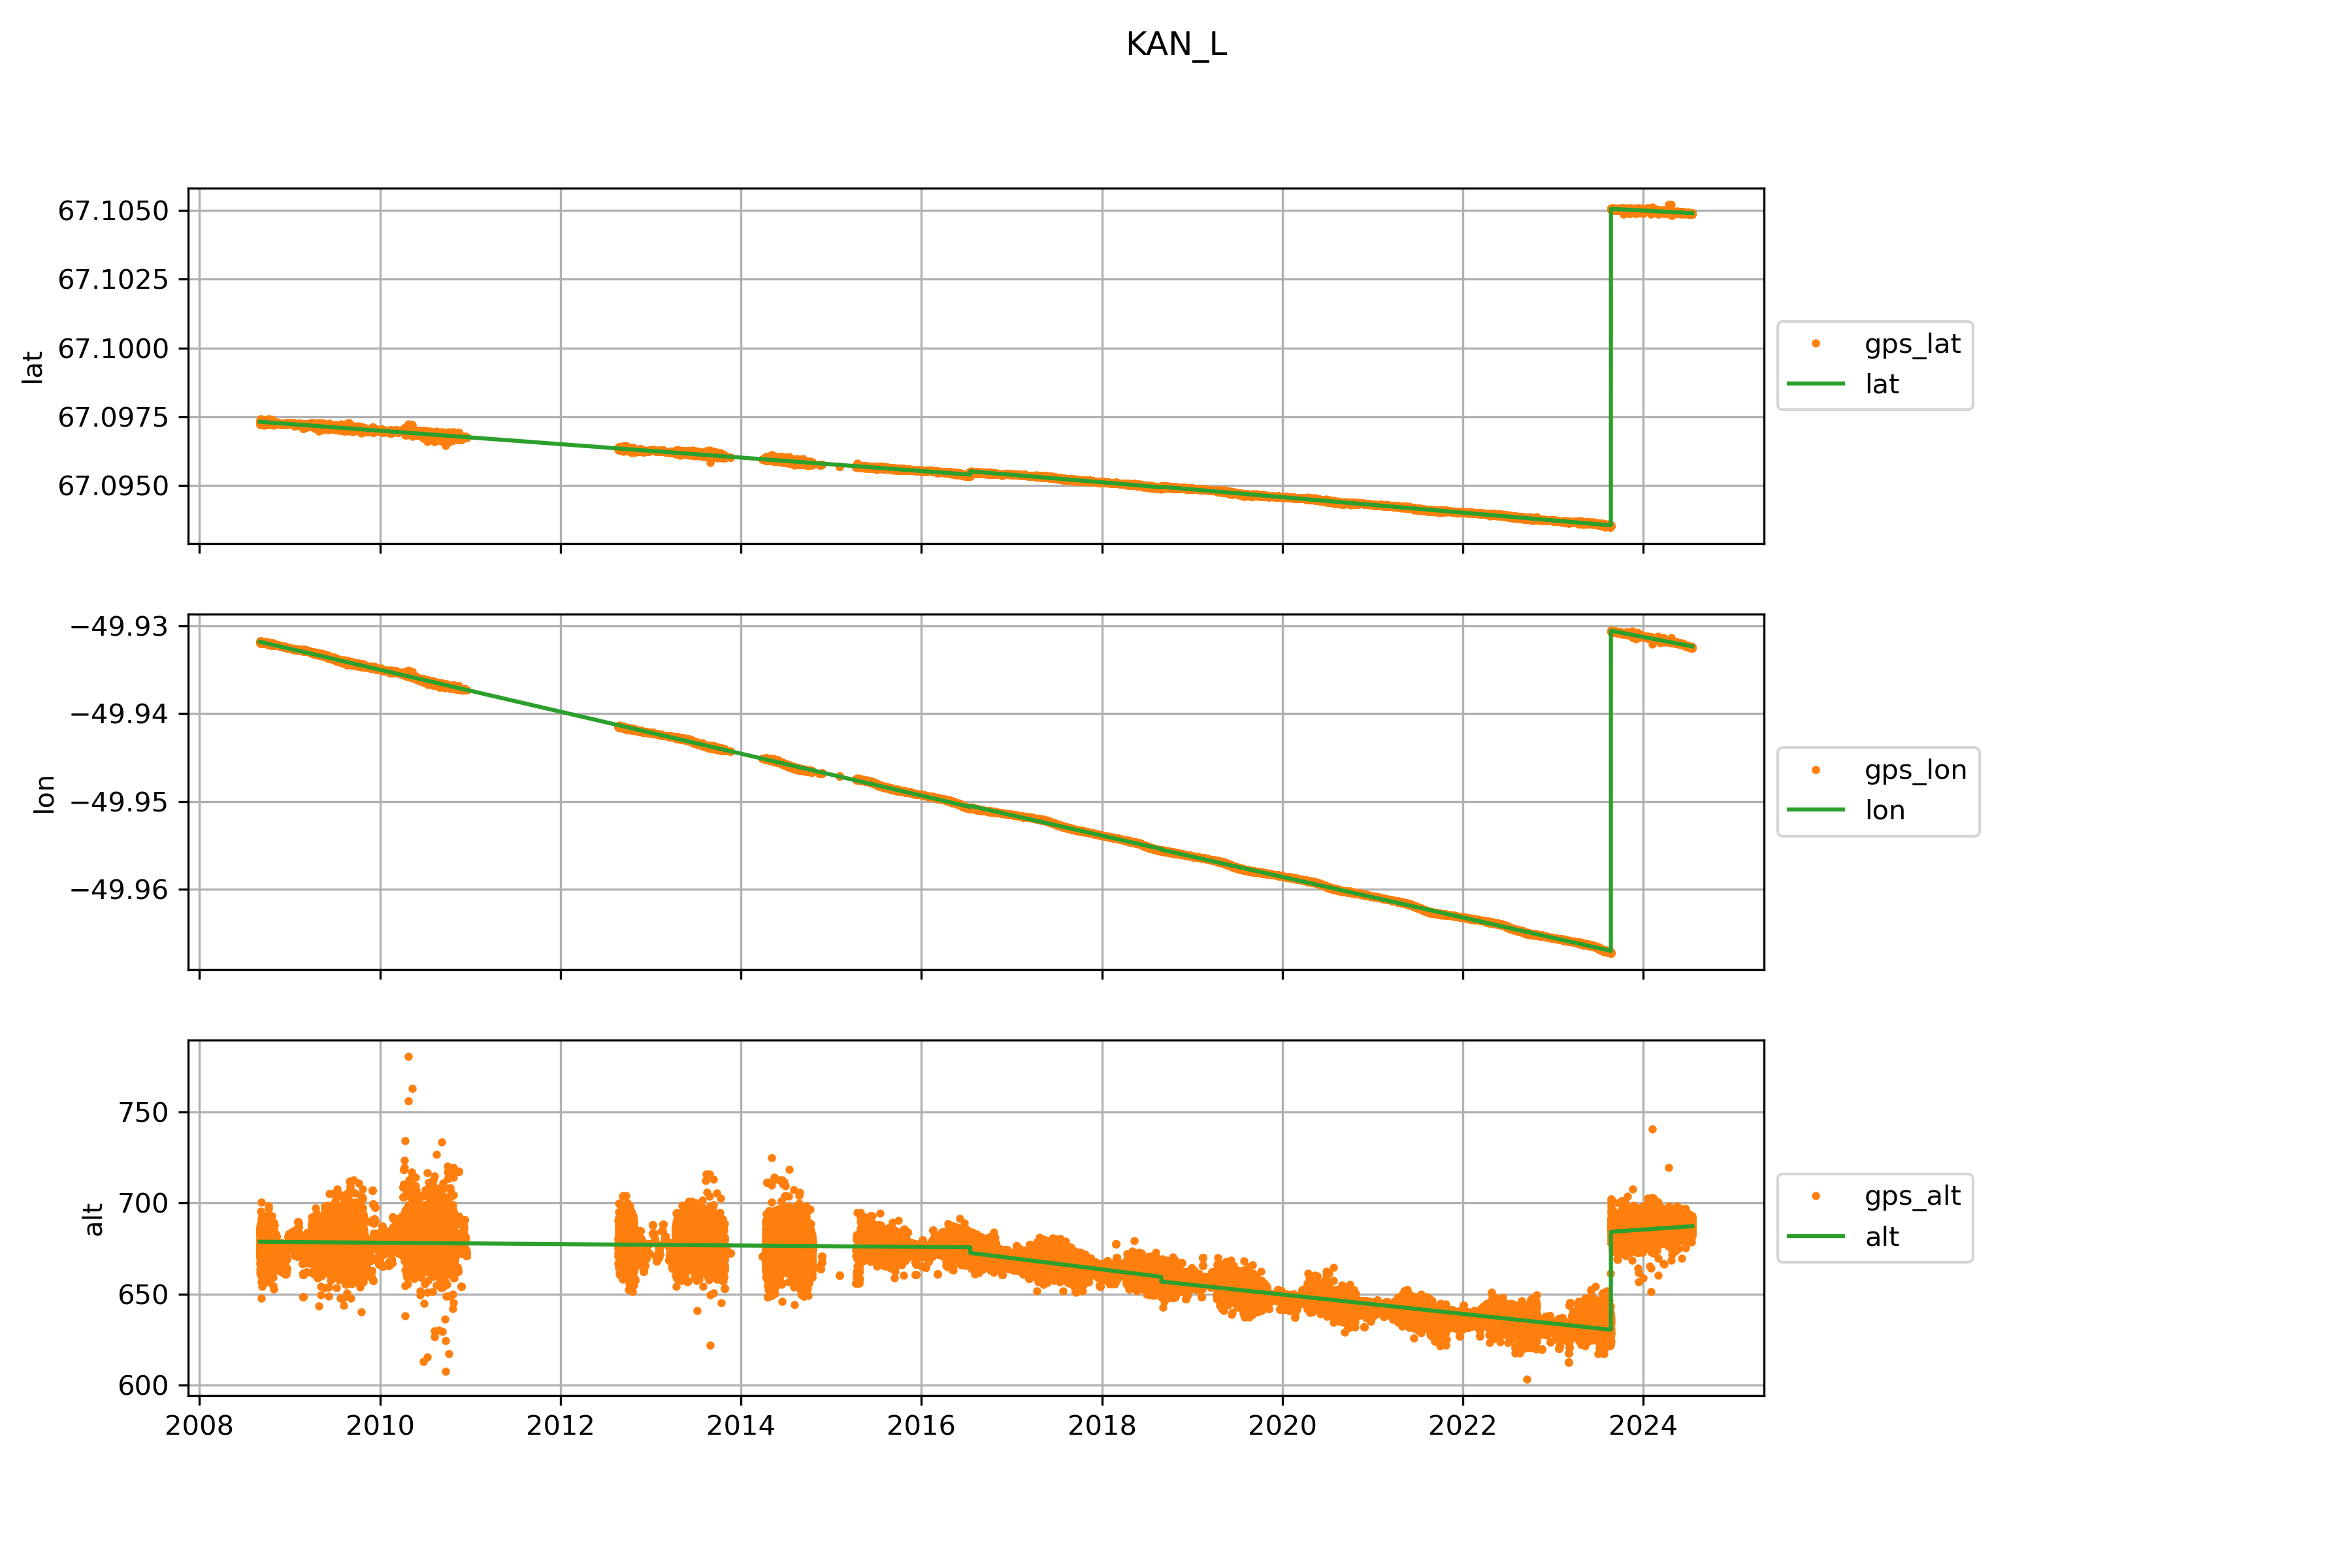 KAN_L
67.1050
67.1025
67.1000
67.0975
67.0950
lat
gps_lat
lat
−49.93
−49.94
−49.95
−49.96
lon
gps_lon
lon
750
700
650
600
alt
gps_alt
alt
2008 2010 2012 2014 2016 2018 2020 2022 2024